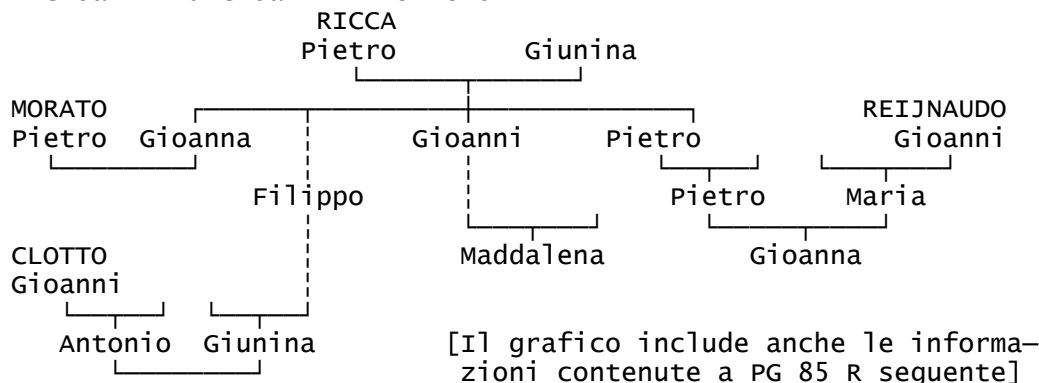 RICCA
Pietro Giunina
MORATO REIJNAUDO
Pietro Gioanna Gioanni Pietro Gioanni
Filippo Pietro Maria
CLOTTO Maddalena Gioanna
Gioanni
Antonio Giunina [Il grafico include anche le informa–
zioni contenute a PG 85 R seguente]